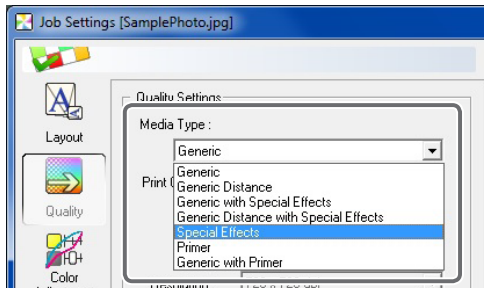 Job Settings [SamplePhoto.jpg]
Layout
Quality
Color
Quality Settings
Media Type :
Generic
Print
Generic
Generic Distance
Generic with Special Effects
Generic Distance with Special Effects
Special Effects
Primer
Generic with Primer